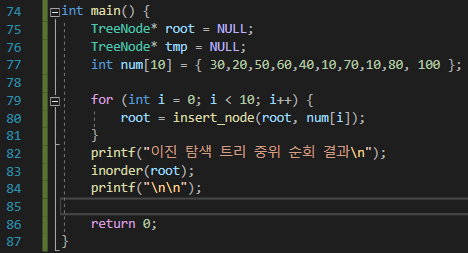 74 int main() {
75 TreeNode* root = NULL;
76 TreeNode* tmp = NULL;
77 int num[10] = { 30,20,50,60,40,10,70,10,80, 100 };
78
79 for (int i = 0; i < 10; i++) {
80 root = insert_node(root, num[i]);
81 }
82 printf("이진 탐색 트리 중위 순회 결과\n");
83 inorder(root);
84 printf("\n\n");
85
86 return 0;
87 }